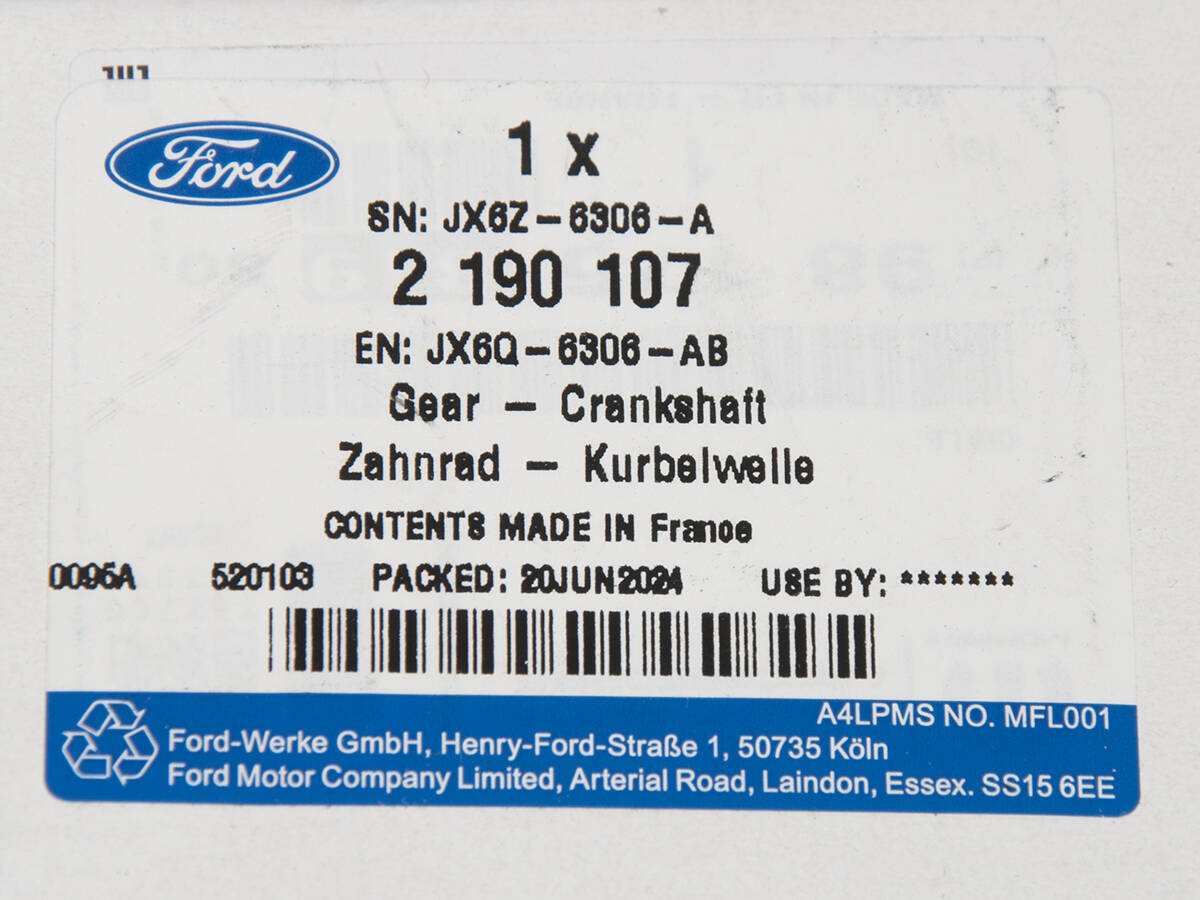 Ford
1 x
SN: JX6Z-6306-A
2 190 107
EN: JX6Q-6306-AB
Gear - Crankshaft
Zahnrad - Kurbelwelle
CONTENTS MADE IN France
0095A 520103 PACKED: 20JUN2024 USE BY: *******
A4LPMS NO. MFL001
Ford-Werke GmbH, Henry-Ford-Straße 1, 50735 Köln
Ford Motor Company Limited, Arterial Road, Laindon, Essex. SS15 6EE